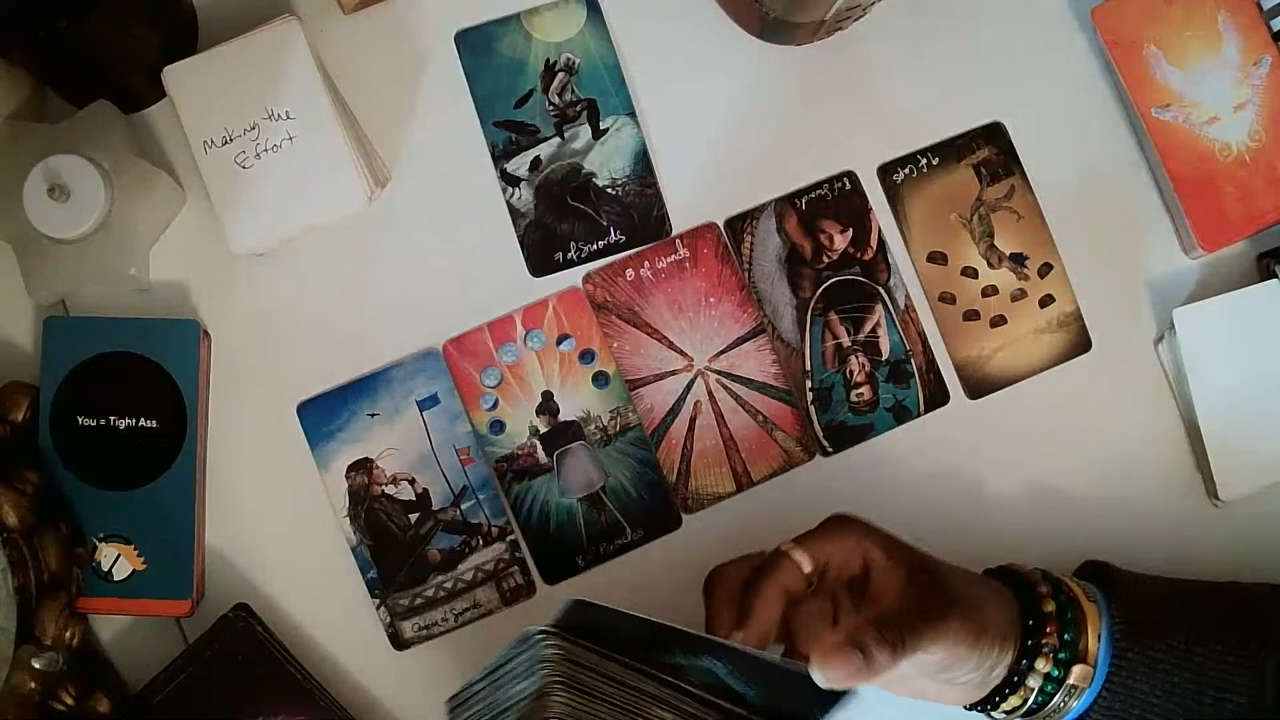 Making the
Effort
7 of Swords
9 of Cups
8 of Swords
8 of Wands
You = Tight Ass.
8 of Pentacles
Queen of Swords